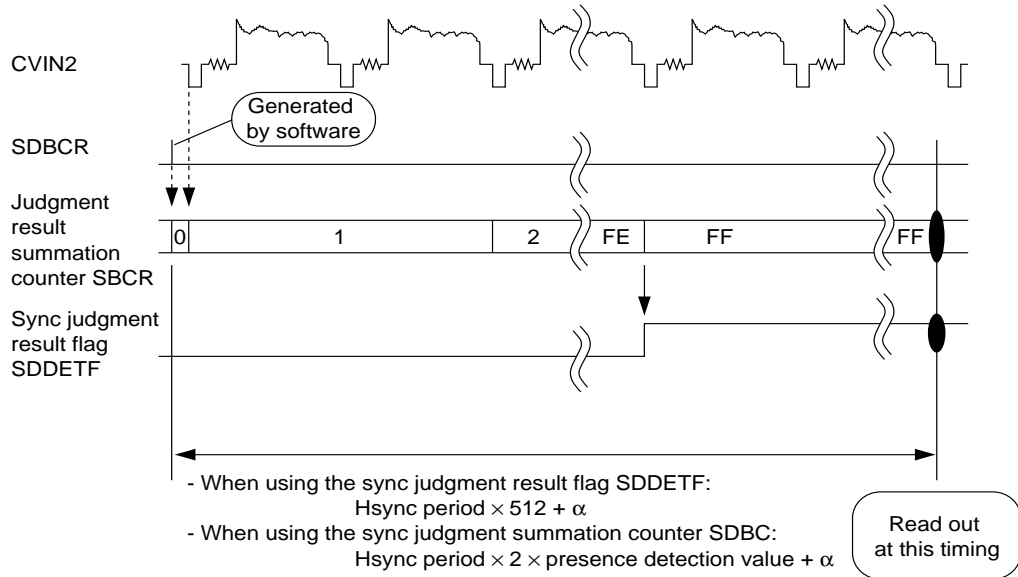 CVIN2
Generated
by software
SDBCR
Judgment
result
summation
counter SBCR
0
1
2
FE
FF
FF
Sync judgment
result flag
SDDETF
- When using the sync judgment result flag SDDETF:
Hsync period × 512 + α
- When using the sync judgment summation counter SDBC:
Hsync period × 2 × presence detection value + α
Read out
at this timing